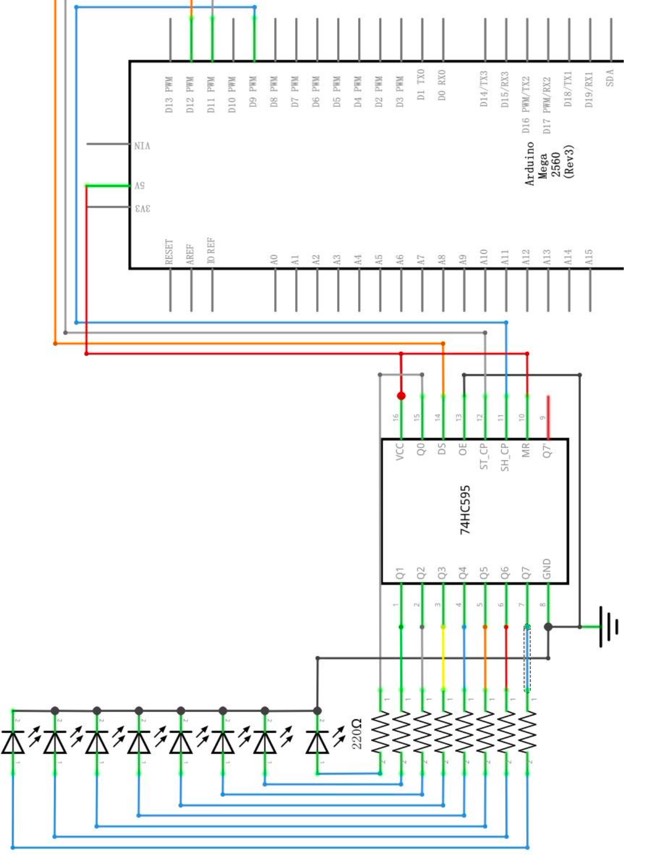 D13 PWM
D12 PWM
D11 PWM
D10 PWM
D9 PWM
D8 PWM
D7 PWM
D6 PWM
D5 PWM
D4 PWM
D2 PWM
D3 PWM
D1 TX0
D0 RX0
D14/TX3
D15/RX3
D16 PWM/TX2
D17 PWM/RX2
D18/TX1
D19/RX1
SDA
VIN
5V
3V3
Arduino
Mega
2560
(Rev3)
RESET
AREF
IOREF
A0
A1
A2
A3
A4
A5
A6
A7
A8
A9
A10
A11
A12
A13
A14
A15
16
15
14
13
12
11
10
9
VCC
Q0
DS
OE
ST_CP
SH_CP
MR
Q7'
74HC595
Q1
Q2
Q3
Q4
Q5
Q6
Q7
GND
1
2
3
4
5
6
7
8
220Ω